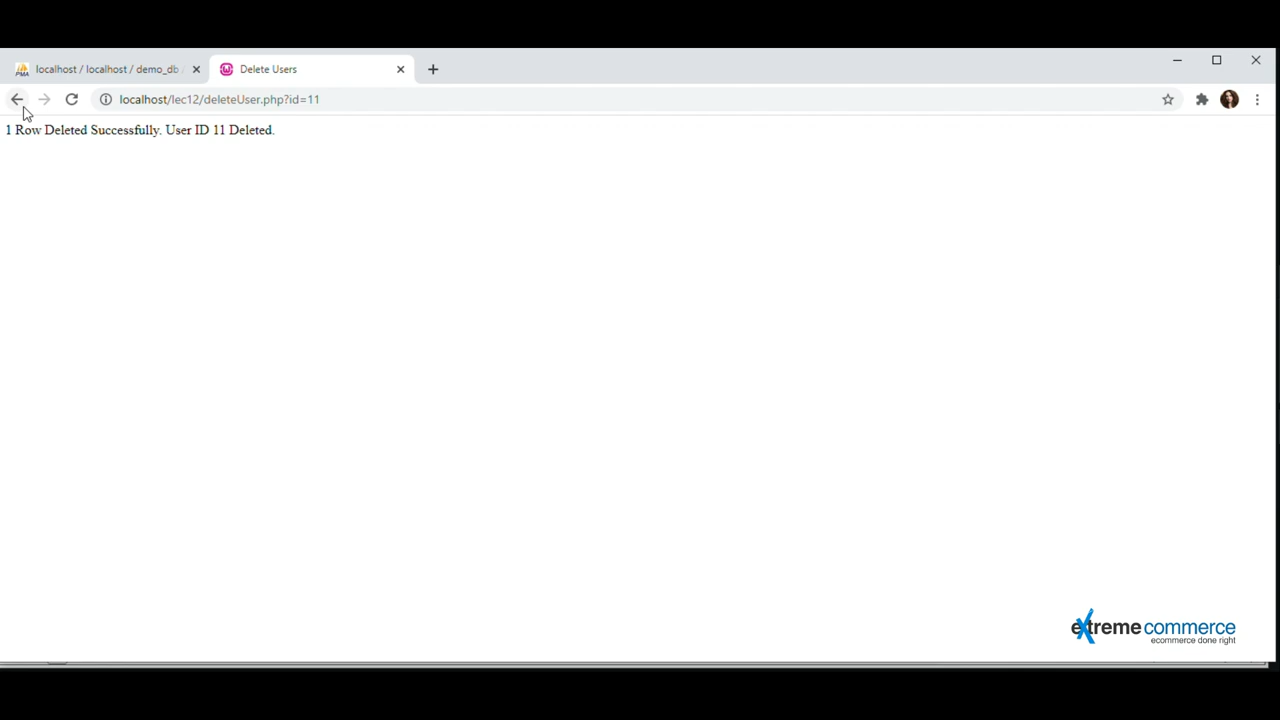 localhost / localhost / demo_db
Delete Users
localhost/lec12/deleteUser.php?id=11
1 Row Deleted Successfully. User ID 11 Deleted.
extreme commerce
ecommerce done right